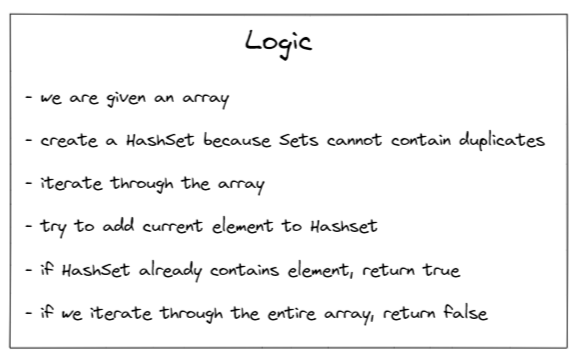 Logic
- we are given an array
- create a HashSet because Sets cannot contain duplicates
- iterate through the array
- try to add current element to Hashset
- if HashSet already contains element, return true
- if we iterate through the entire array, return false